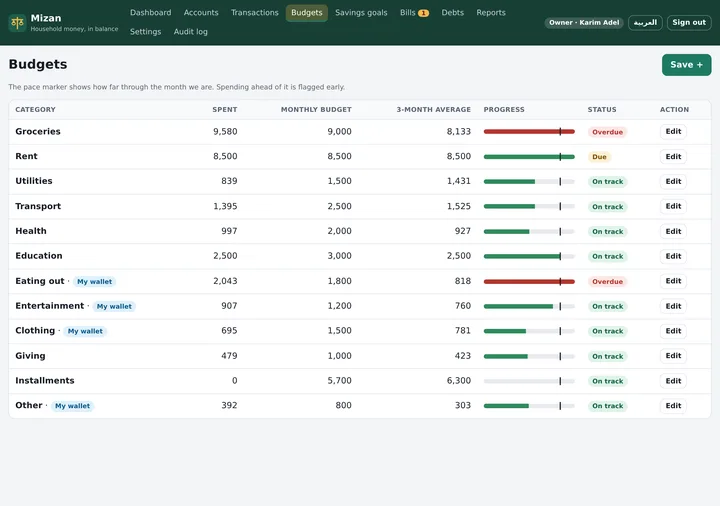 Mizan
Household money, in balance
Dashboard Accounts Transactions Budgets Savings goals Bills 1 Debts Reports
Settings Audit log
Owner · Karim Adel العربية Sign out
Budgets
Save +
The pace marker shows how far through the month we are. Spending ahead of it is flagged early.
CATEGORY SPENT MONTHLY BUDGET 3-MONTH AVERAGE PROGRESS STATUS ACTION
Groceries 9,580 9,000 8,133 Overdue Edit
Rent 8,500 8,500 8,500 Due Edit
Utilities 839 1,500 1,431 On track Edit
Transport 1,395 2,500 1,525 On track Edit
Health 997 2,000 927 On track Edit
Education 2,500 3,000 2,500 On track Edit
Eating out · My wallet 2,043 1,800 818 Overdue Edit
Entertainment · My wallet 907 1,200 760 On track Edit
Clothing · My wallet 695 1,500 781 On track Edit
Giving 479 1,000 423 On track Edit
Installments 0 5,700 6,300 On track Edit
Other · My wallet 392 800 303 On track Edit